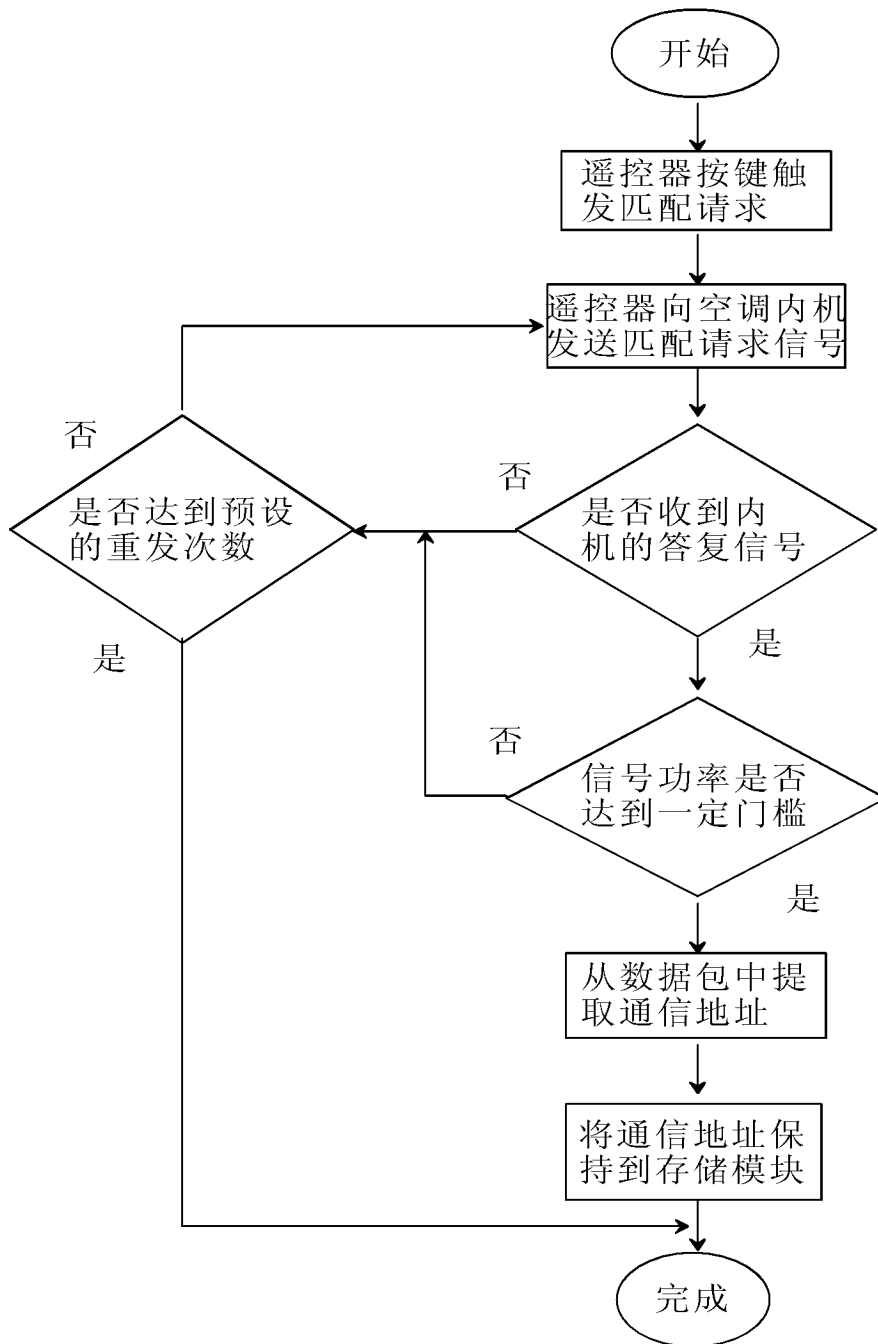 开始
遥控器按键触
发匹配请求
遥控器向空调内机
发送匹配请求信号
否
否
是否达到预设
的重发次数
是否收到内
机的答复信号
是
是
否
信号功率是否
达到一定门槛
是
从数据包中提
取通信地址
将通信地址保
持到存储模块
完成